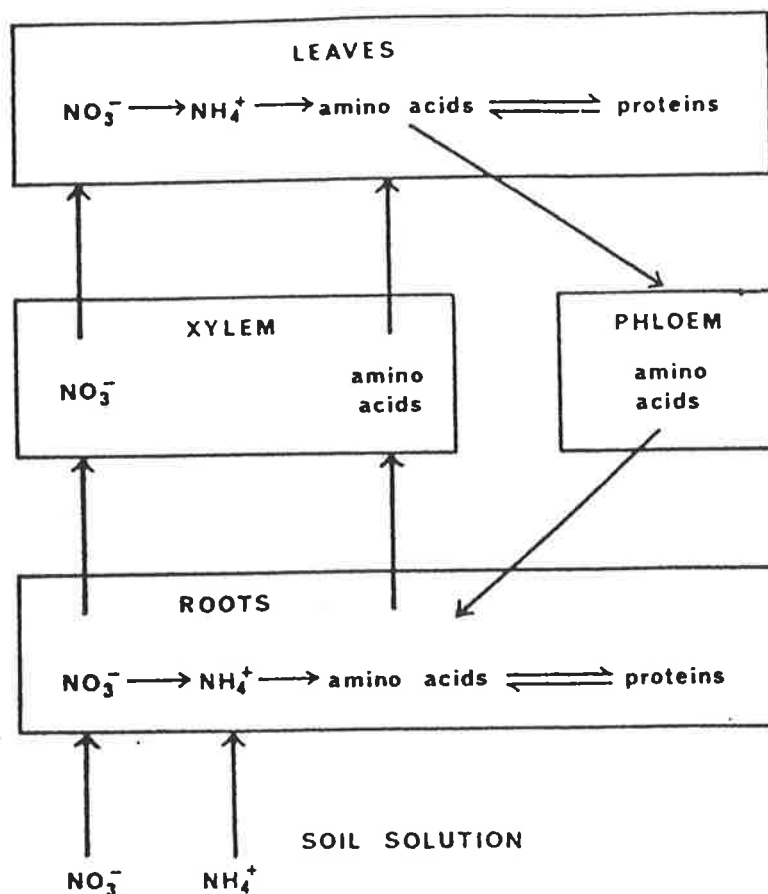 LEAVES
NO₃⁻ → NH₄⁺ → amino acids ⇌ proteins
XYLEM
PHLOEM
NO₃⁻
amino
acids
amino
acids
ROOTS
NO₃⁻ → NH₄⁺ → amino acids ⇌ proteins
SOIL SOLUTION
NO₃⁻
NH₄⁺